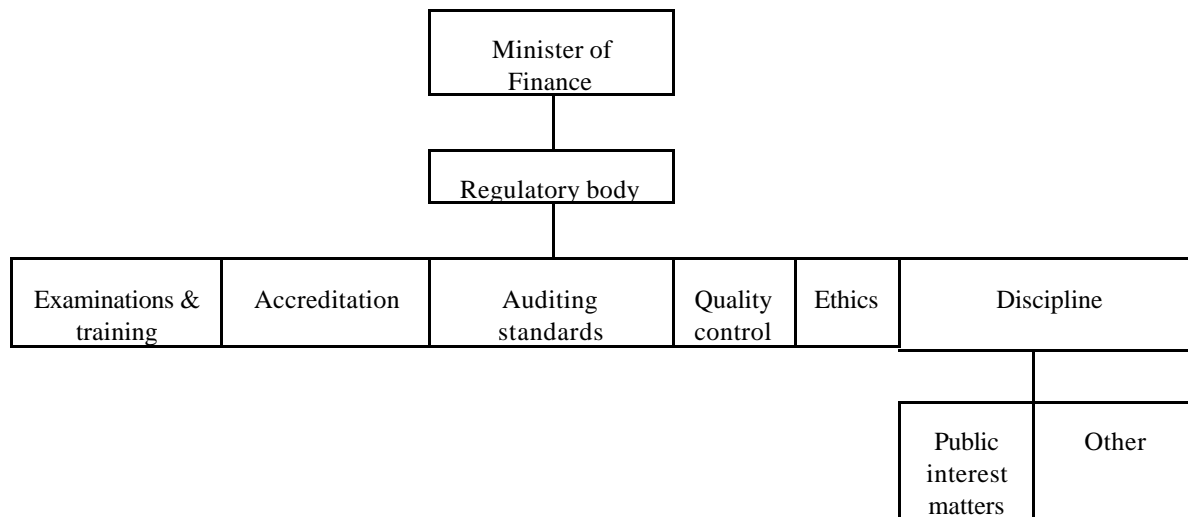 Minister of
Finance
Regulatory body
Examinations &
training
Accreditation
Auditing
standards
Quality
control
Ethics
Discipline
Public
interest
matters
Other